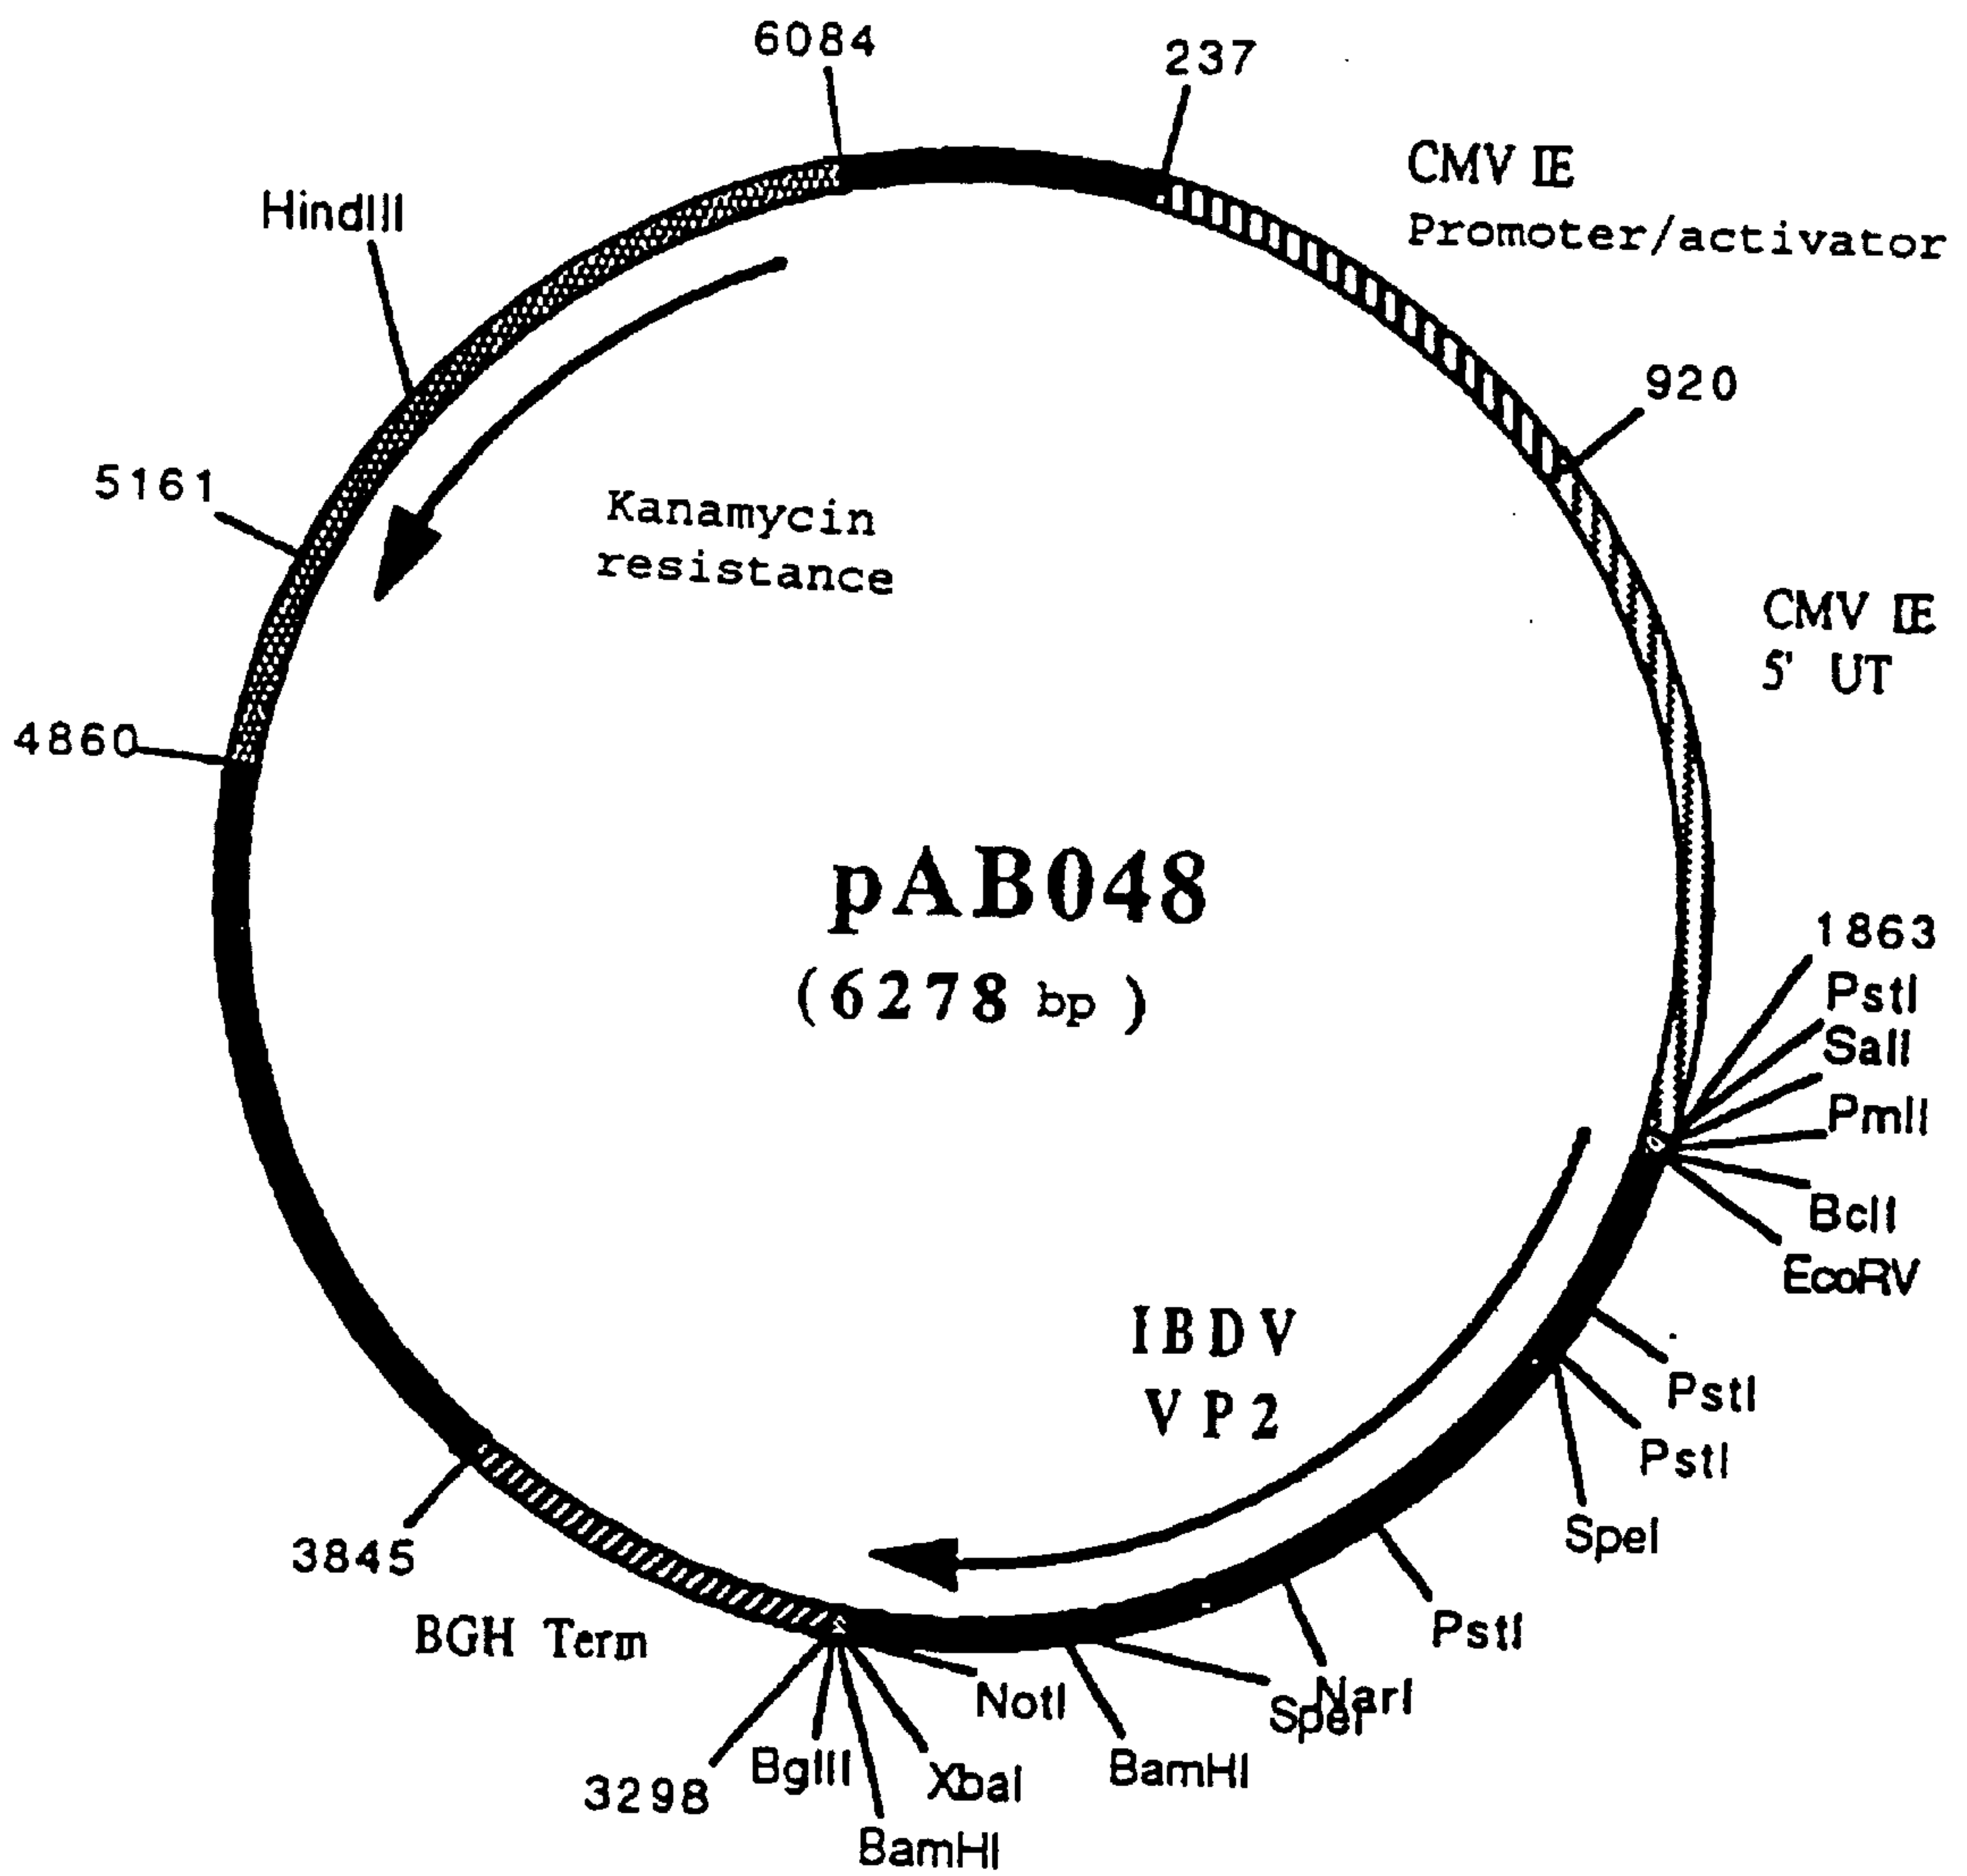 6084
237
CMV IE
Promoter/activator
HindIII
920
5161
Kanamycin
resistance
CMV IE
5' UT
4860
pAB048
(6278 bp)
1863
PstI
SalI
PmlI
BclI
EcoRV
IBDV
VP2
PstI
PstI
SpeI
3845
PstI
BGH Term
NarI
SpeI
NotI
BamHI
BglII
XbaI
3298
BamHI